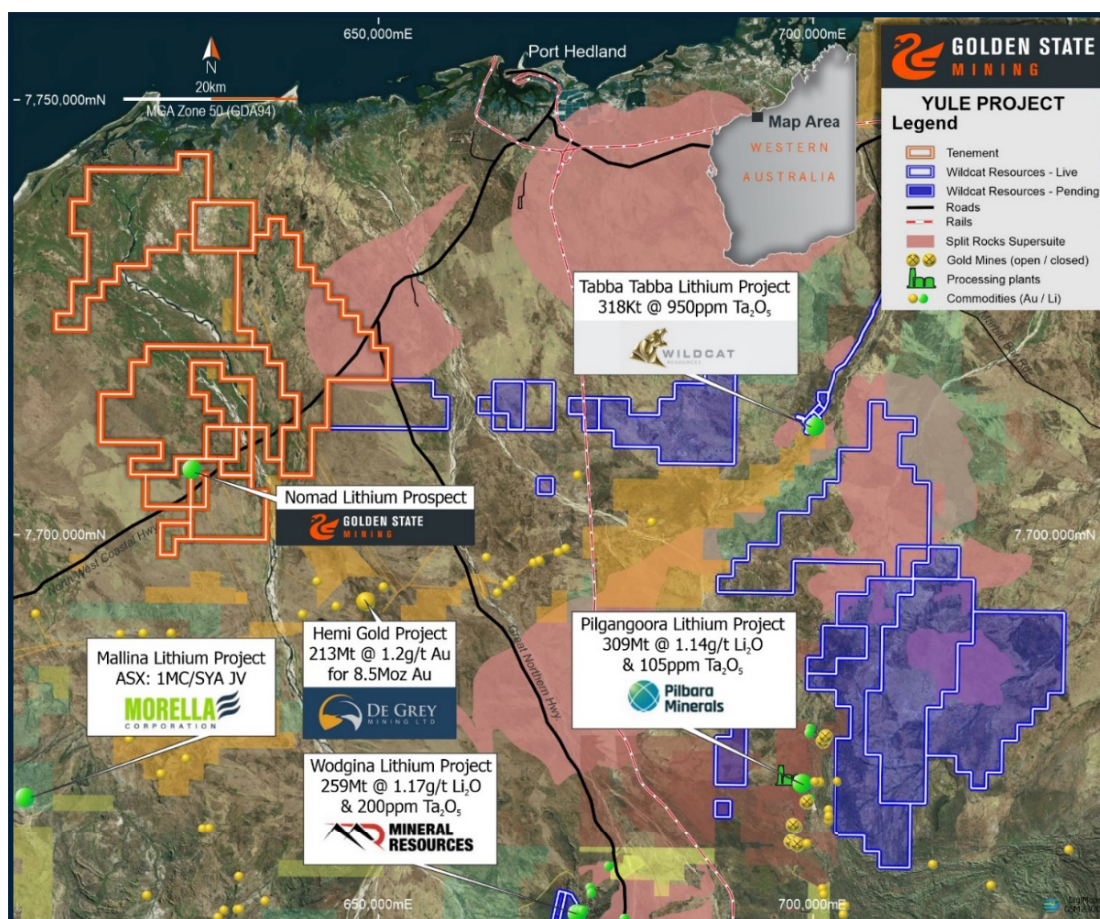 650,000mE
700,000mE
Port Hedland
N
20km
7,750,000mN
MGA Zone 50 (GDA94)
GOLDEN STATE
MINING
YULE PROJECT
Legend
Tenement
Wildcat Resources - Live
Wildcat Resources - Pending
Roads
Rails
Split Rocks Supersuite
Gold Mines (open / closed)
Processing plants
Commodities (Au / Li)
Map Area
WESTERN
AUSTRALIA
Tabba Tabba Lithium Project
318Kt @ 950ppm Ta₂O₅
WILDCAT
RESOURCES
Nomad Lithium Prospect
GOLDEN STATE
MINING
7,700,000mN
7,700,000mN
North West Coastal Hwy
Great Northern Hwy.
Mallina Lithium Project
ASX: 1MC/SYA JV
MORELLA
CORPORATION
Hemi Gold Project
213Mt @ 1.2g/t Au
for 8.5Moz Au
DE GREY
MINING LTD
Pilgangoora Lithium Project
309Mt @ 1.14g/t Li₂O
& 105ppm Ta₂O₅
Pilbara
Minerals
Wodgina Lithium Project
259Mt @ 1.17g/t Li₂O
& 200ppm Ta₂O₅
MINERAL
RESOURCES
650,000mE
700,000mE